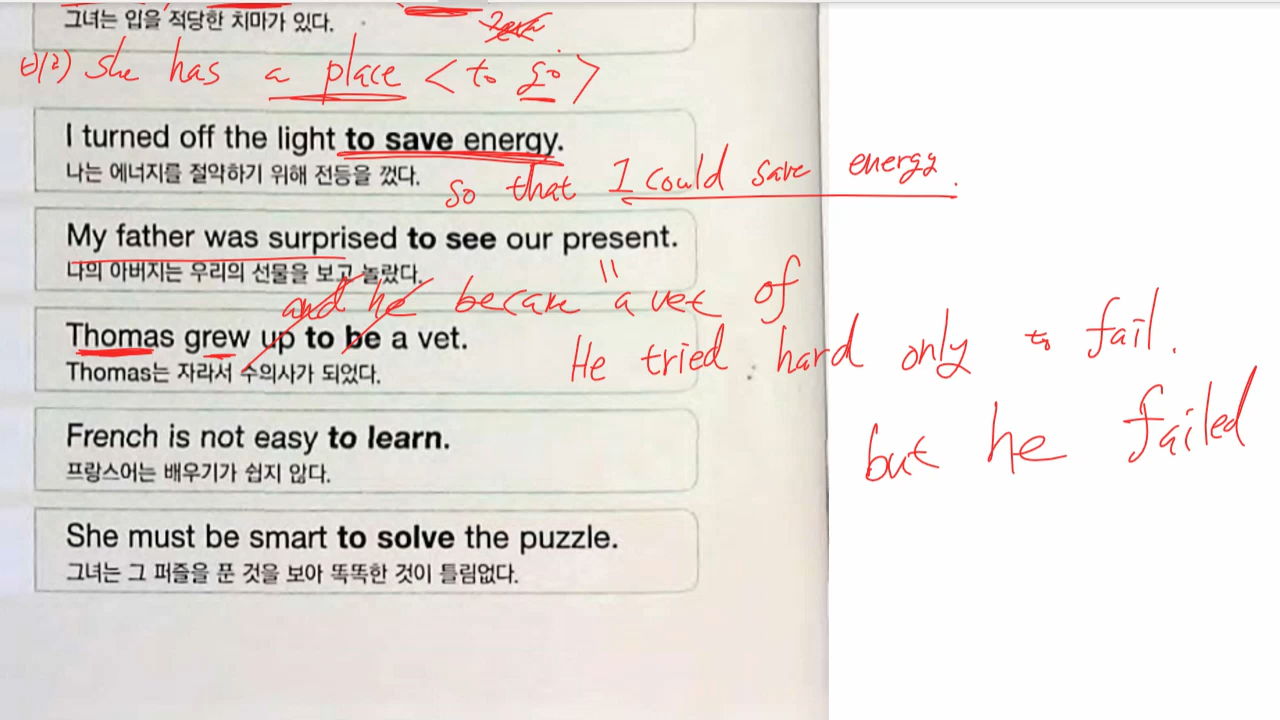 그녀는 입을 적당한 치마가 있다.
She has a place < to go >
I turned off the light to save energy.
나는 에너지를 절약하기 위해 전등을 껐다.
so that I could save energy.
My father was surprised to see our present.
나의 아버지는 우리의 선물을 보고 놀랐다.
and he became a vet of
Thomas grew up to be a vet.
He tried hard only to fail.
Thomas는 자라서 수의사가 되었다.
but he failed
French is not easy to learn.
프랑스어는 배우기가 쉽지 않다.
She must be smart to solve the puzzle.
그녀는 그 퍼즐을 푼 것을 보아 똑똑한 것이 틀림없다.